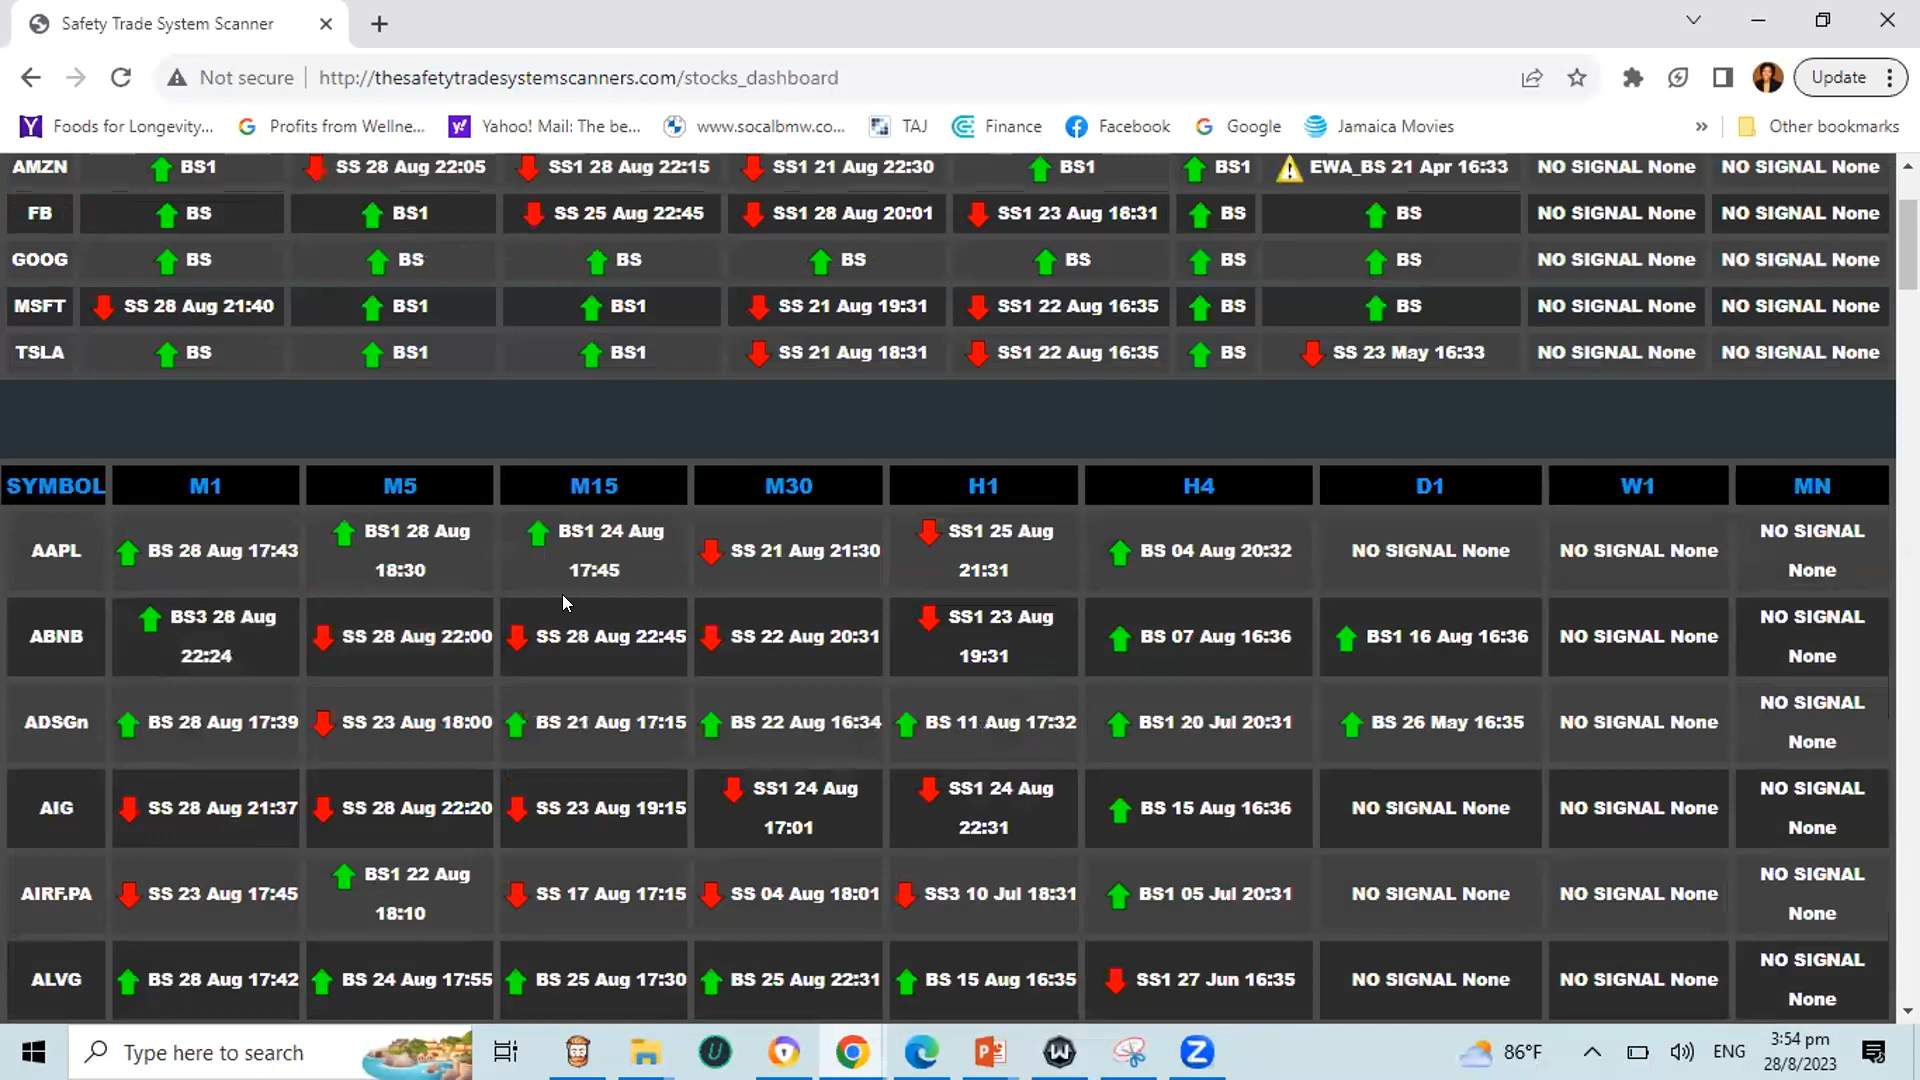 Safety Trade System Scanner
Not secure http://thesafetytradesystemscanners.com/stocks_dashboard Update
Foods for Longevity... Profits from Wellne... Yahoo! Mail: The be... www.socalbmw.co... TAJ Finance Facebook Google Jamaica Movies » Other bookmarks
AMZN BS1 SS 28 Aug 22:05 SS1 28 Aug 22:15 SS1 21 Aug 22:30 BS1 BS1 EWA_BS 21 Apr 16:33 NO SIGNAL None NO SIGNAL None
FB BS BS1 SS 25 Aug 22:45 SS1 28 Aug 20:01 SS1 23 Aug 16:31 BS BS NO SIGNAL None NO SIGNAL None
GOOG BS BS BS BS BS BS BS NO SIGNAL None NO SIGNAL None
MSFT SS 28 Aug 21:40 BS1 BS1 SS 21 Aug 19:31 SS1 22 Aug 16:35 BS BS NO SIGNAL None NO SIGNAL None
TSLA BS BS1 BS1 SS 21 Aug 18:31 SS1 22 Aug 16:35 BS SS 23 May 16:33 NO SIGNAL None NO SIGNAL None
SYMBOL M1 M5 M15 M30 H1 H4 D1 W1 MN
AAPL BS 28 Aug 17:43 BS1 28 Aug 18:30 BS1 24 Aug 17:45 SS 21 Aug 21:30 SS1 25 Aug 21:31 BS 04 Aug 20:32 NO SIGNAL None NO SIGNAL None NO SIGNAL None
ABNB BS3 28 Aug 22:24 SS 28 Aug 22:00 SS 28 Aug 22:45 SS 22 Aug 20:31 SS1 23 Aug 19:31 BS 07 Aug 16:36 BS1 16 Aug 16:36 NO SIGNAL None NO SIGNAL None
ADSGn BS 28 Aug 17:39 SS 23 Aug 18:00 BS 21 Aug 17:15 BS 22 Aug 16:34 BS 11 Aug 17:32 BS1 20 Jul 20:31 BS 26 May 16:35 NO SIGNAL None NO SIGNAL None
AIG SS 28 Aug 21:37 SS 28 Aug 22:20 SS 23 Aug 19:15 SS1 24 Aug 17:01 SS1 24 Aug 22:31 BS 15 Aug 16:36 NO SIGNAL None NO SIGNAL None NO SIGNAL None
AIRF.PA SS 23 Aug 17:45 BS1 22 Aug 18:10 SS 17 Aug 17:15 SS 04 Aug 18:01 SS3 10 Jul 18:31 BS1 05 Jul 20:31 NO SIGNAL None NO SIGNAL None NO SIGNAL None
ALVG BS 28 Aug 17:42 BS 24 Aug 17:55 BS 25 Aug 17:30 BS 25 Aug 22:31 BS 15 Aug 16:35 SS1 27 Jun 16:35 NO SIGNAL None NO SIGNAL None NO SIGNAL None
Type here to search 86°F ENG 3:54 pm
28/8/2023